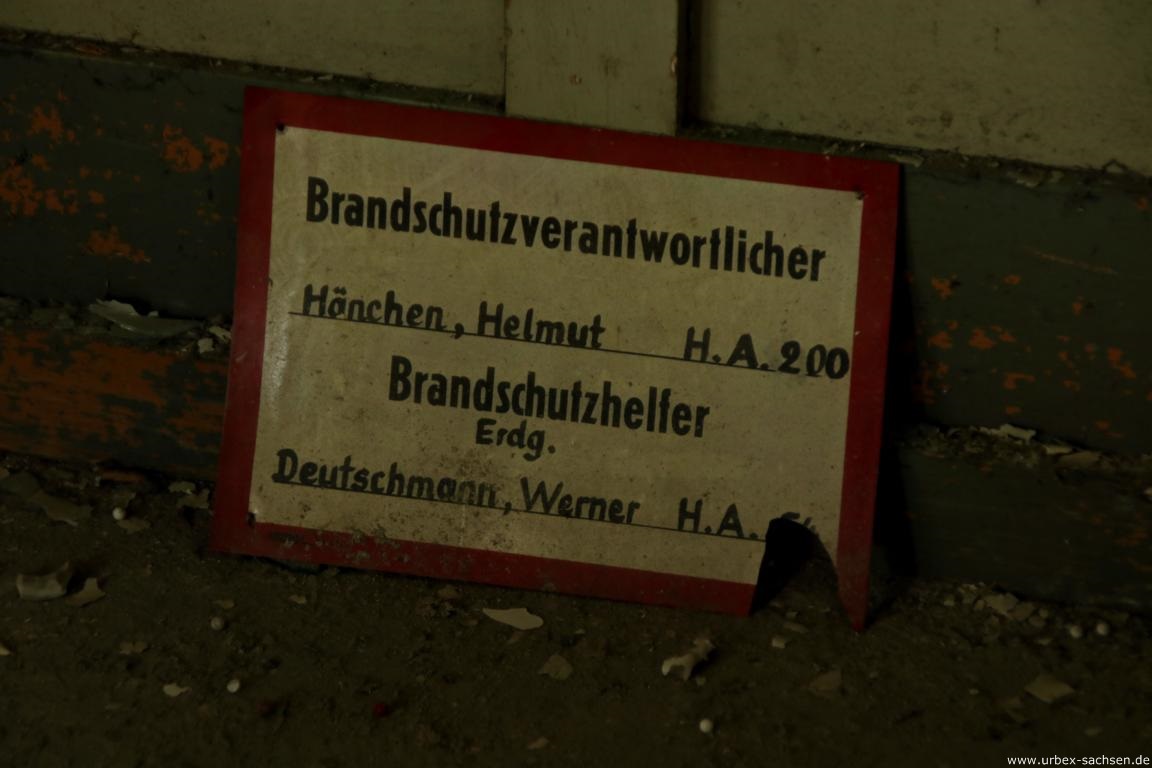 Brandschutzverantwortlicher
Hänchen, Helmut H.A. 200
Brandschutzhelfer
Erdg.
Deutschmann, Werner H.A.
www.urbex-sachsen.de